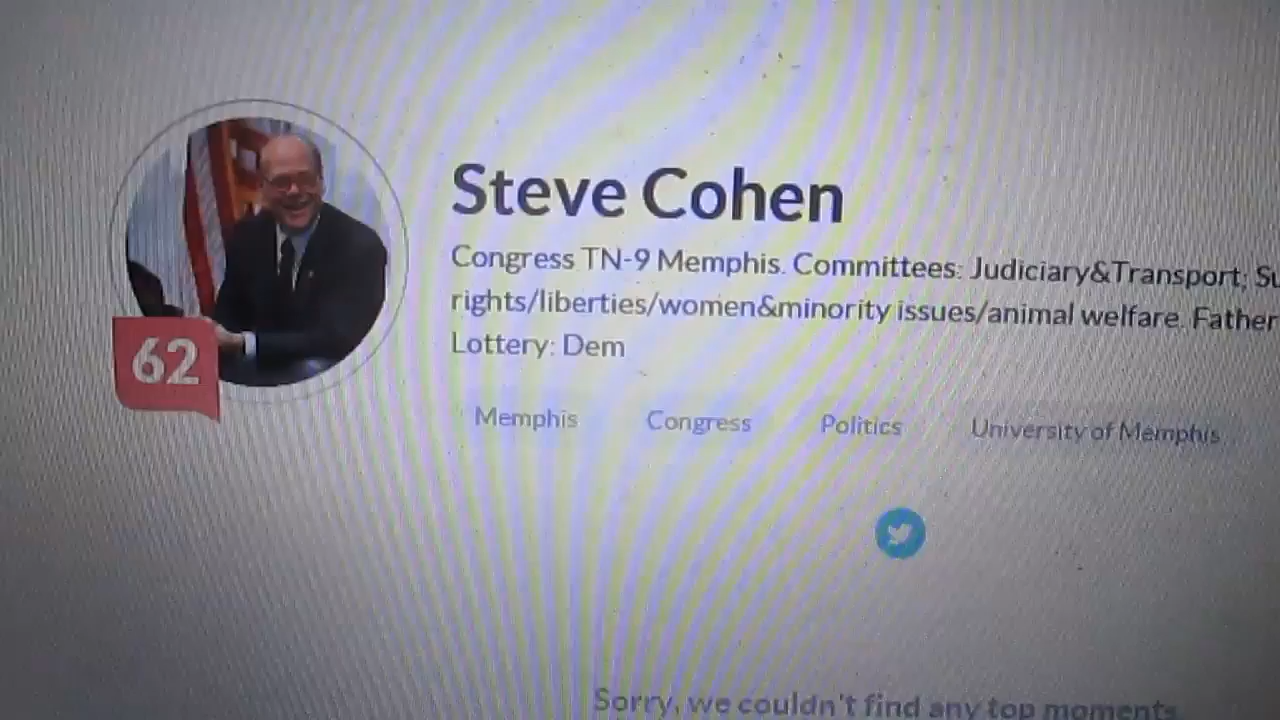 Steve Cohen
Congress TN-9 Memphis. Committees: Judiciary&Transport; Su
rights/liberties/women&minority issues/animal welfare. Father
Lottery: Dem
62
Memphis Congress Politics University of Memphis
Sorry, we couldn't find any top moments